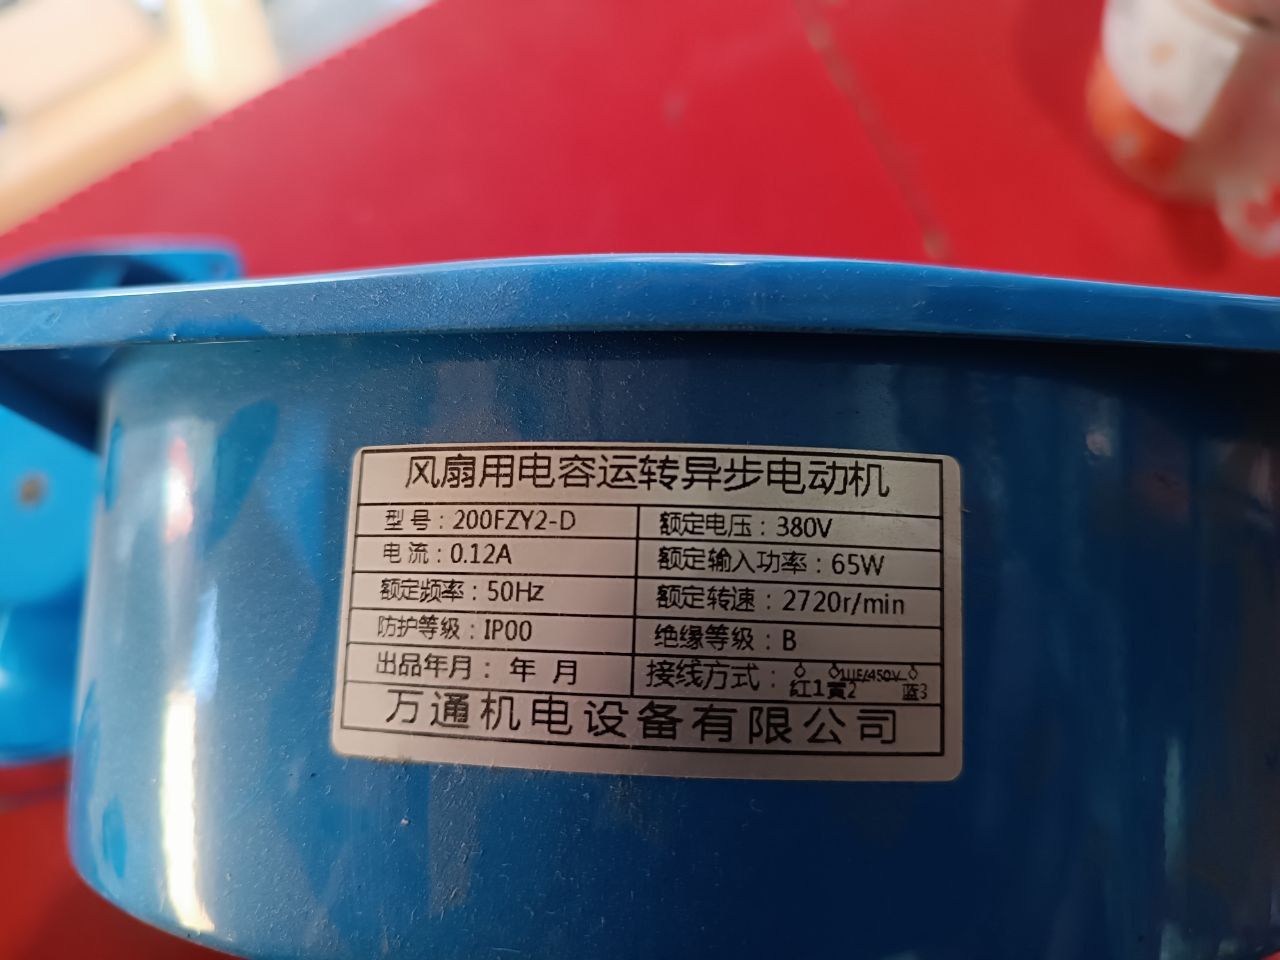 风扇用电容运转异步电动机
型号：200FZY2-D 额定电压：380V
电流：0.12A 额定输入功率：65W
额定频率：50Hz 额定转速：2720r/min
防护等级：IP00 绝缘等级：B
出品年月： 年 月 接线方式： 1UF/450V
紅1 黄2 蓝3
万通机电设备有限公司